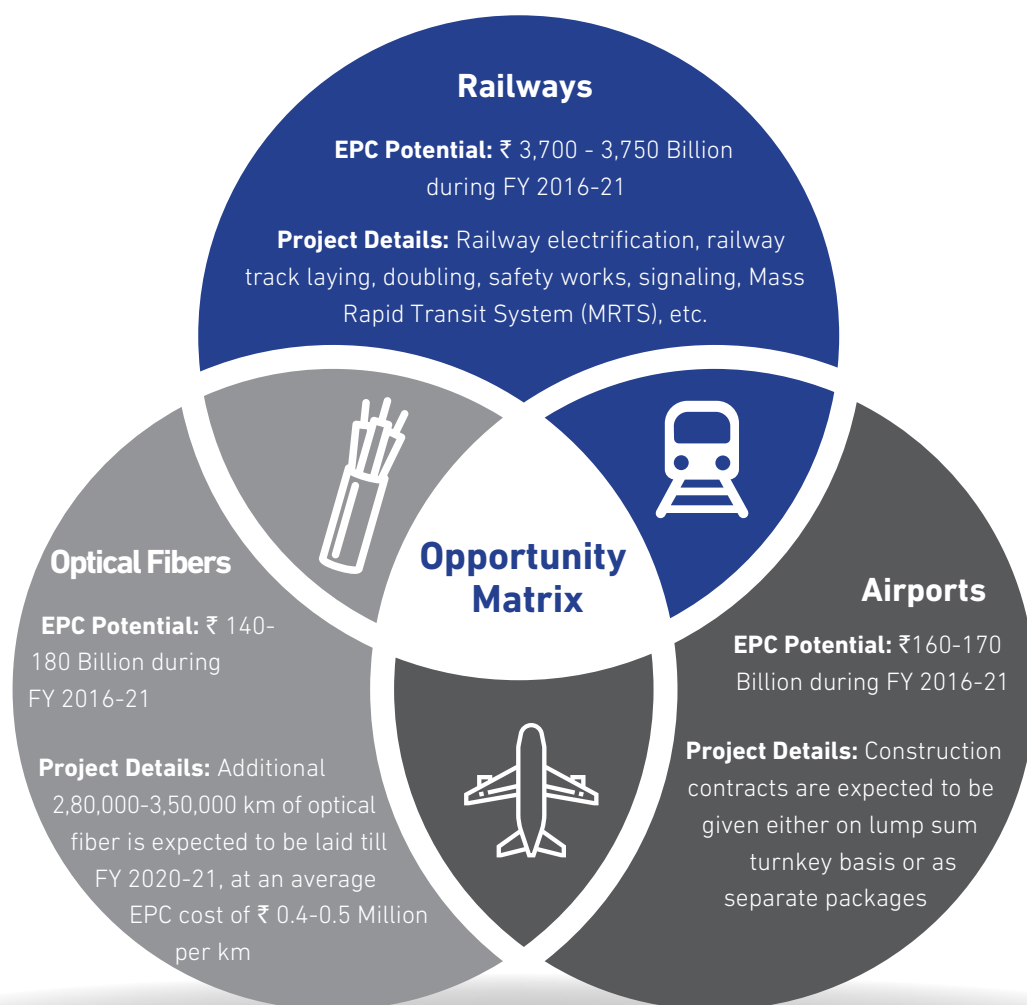 Railways
EPC Potential: ₹ 3,700 - 3,750 Billion
during FY 2016-21
Project Details: Railway electrification, railway
track laying, doubling, safety works, signaling, Mass
Rapid Transit System (MRTS), etc.
Opportunity
Matrix
Optical Fibers
EPC Potential: ₹ 140-
180 Billion during
FY 2016-21
Project Details: Additional
2,80,000-3,50,000 km of optical
fiber is expected to be laid till
FY 2020-21, at an average
EPC cost of ₹ 0.4-0.5 Million
per km
Airports
EPC Potential: ₹160-170
Billion during FY 2016-21
Project Details: Construction
contracts are expected to be
given either on lump sum
turnkey basis or as
separate packages